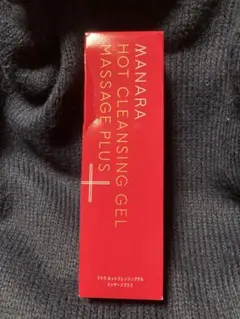 MANARA
HOT CLEANSING GEL
MASSAGE PLUS
マナラ ホットクレンジングゲル
マッサージプラス